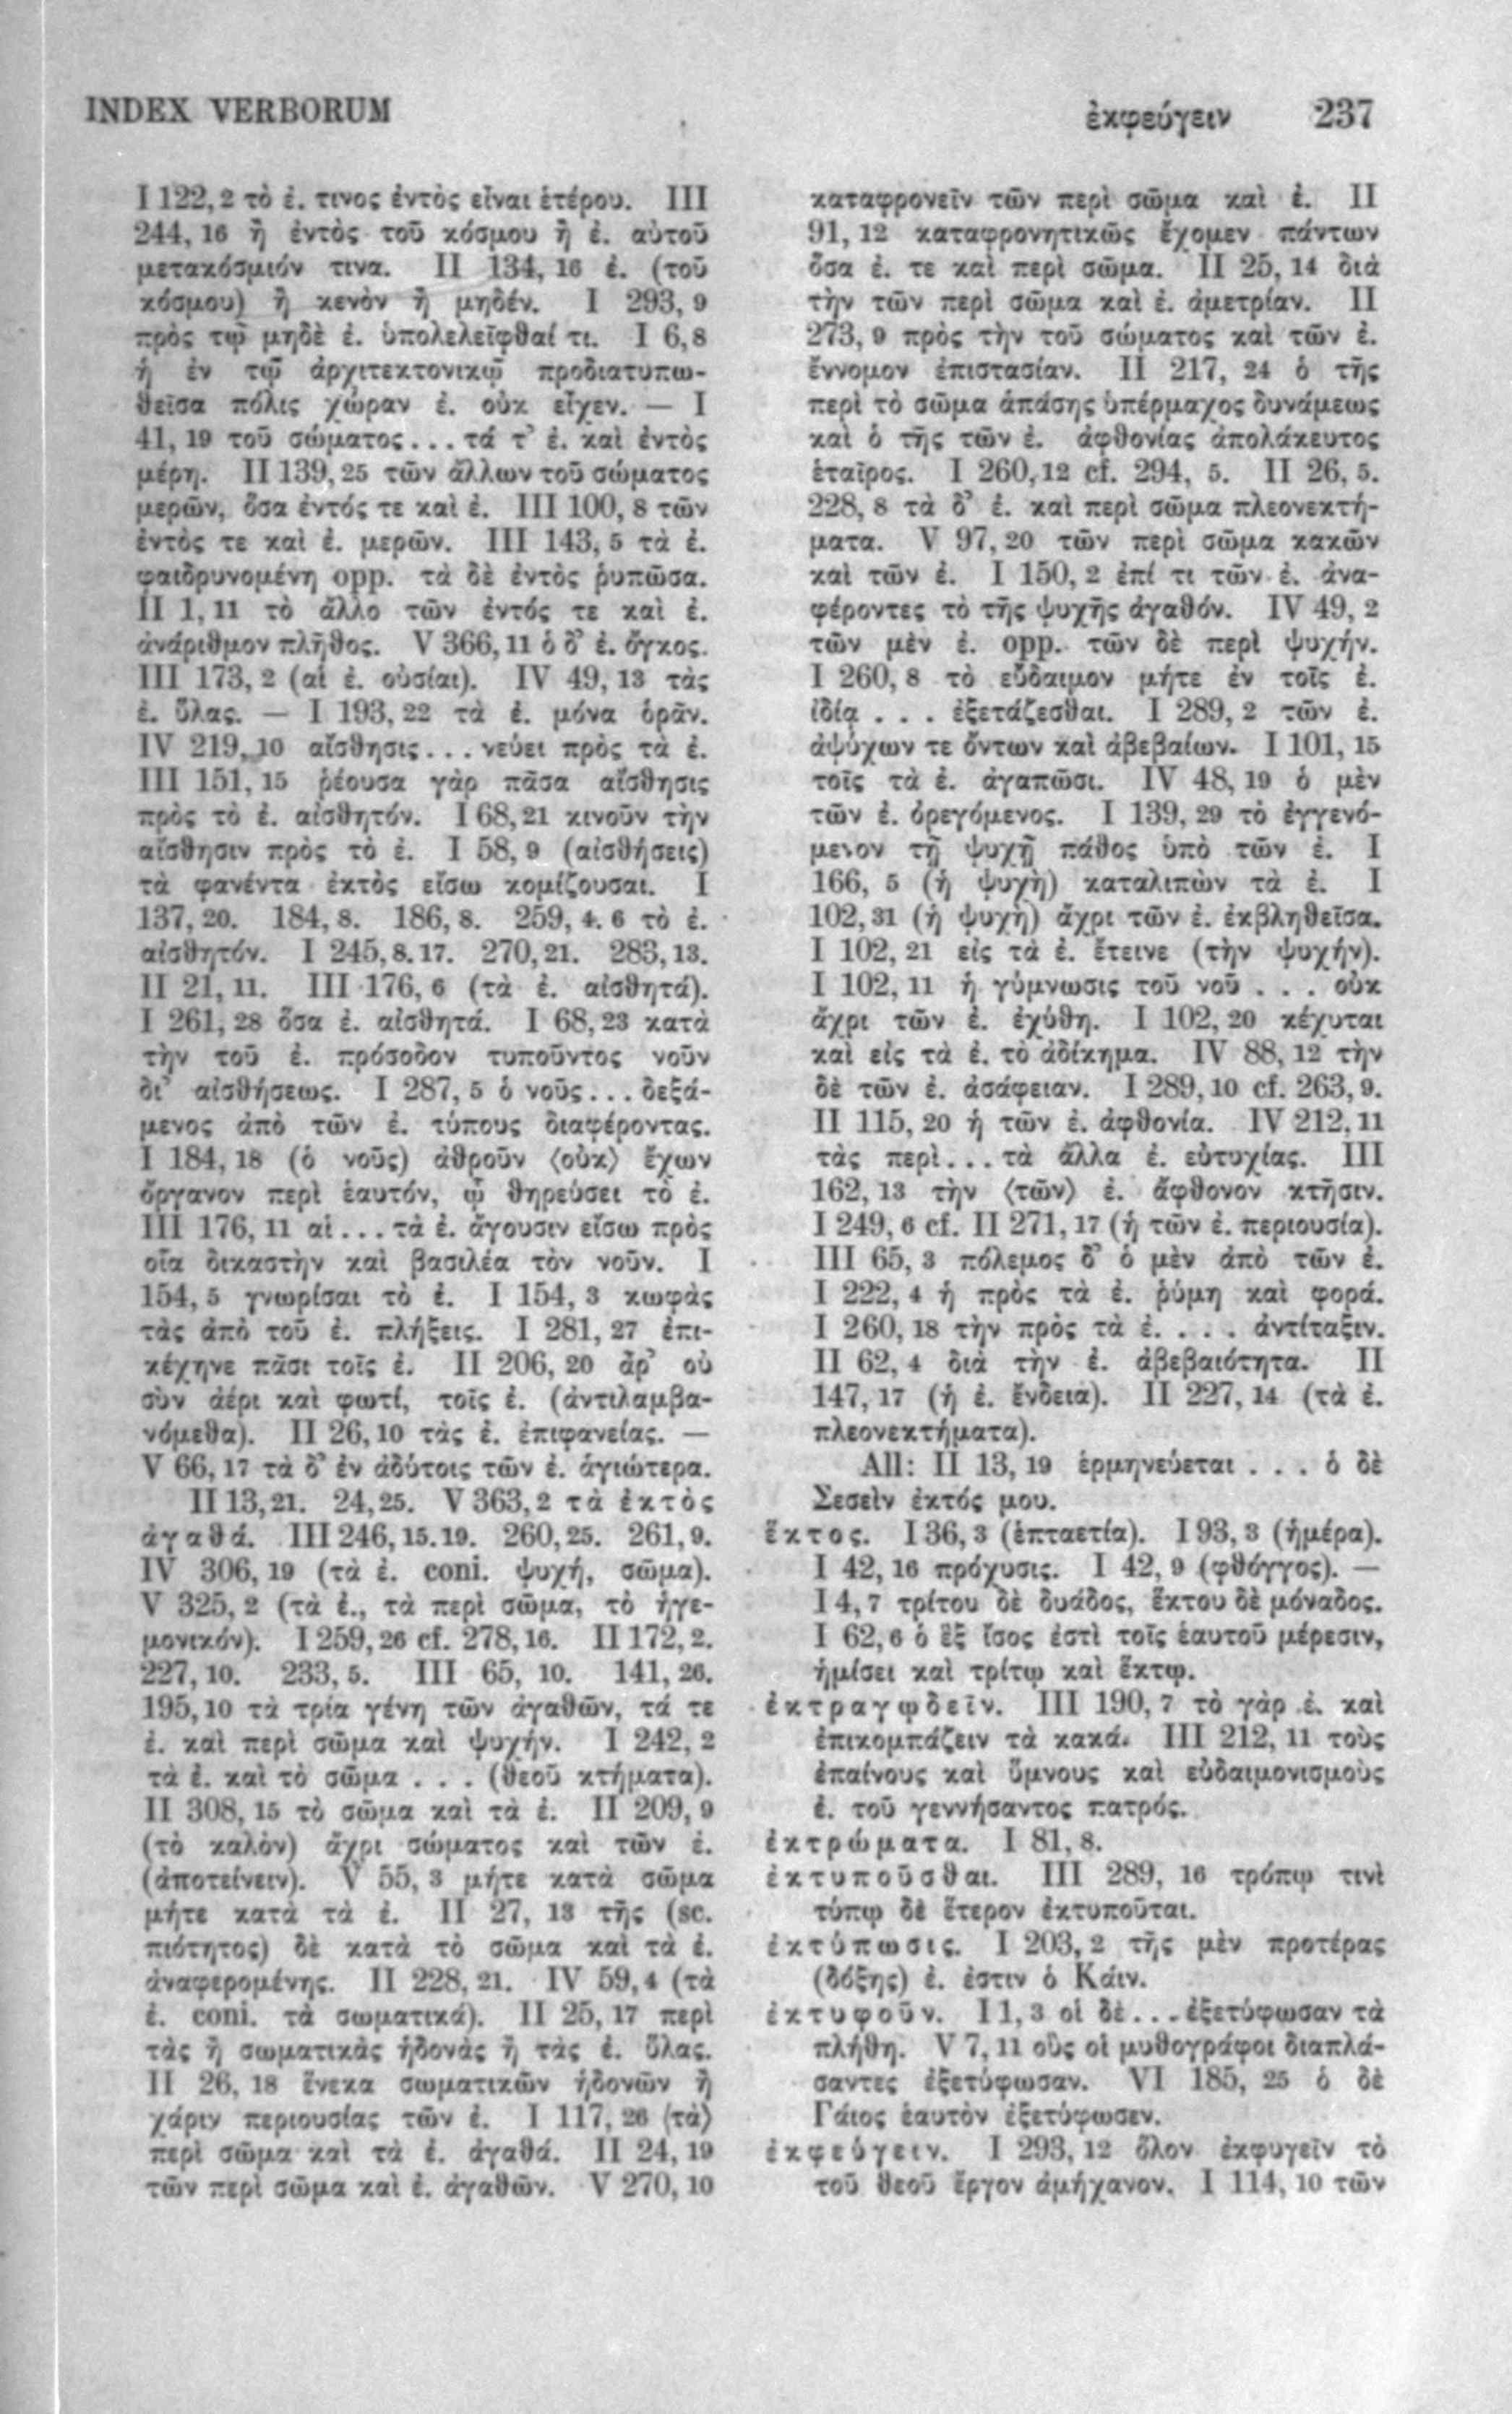 INDEX VERBORUM
ἐκφεύγειν 237
I 122, 2 τὸ ἐ. τινος ἐντὸς εἶναι ἑτέρου. III
244, 16 ἢ ἐντὸς τοῦ κόσμου ἢ ἐ. αὐτοῦ
μετακόσμιόν τινα. II 134, 16 ἐ. (τοῦ
κόσμου) ἢ κενὸν ἢ μηδέν. I 293, 9
πρὸς τῷ μηδὲ ἐ. ὑπολελεῖφθαί τι. I 6, 8
ἡ ἐν τῷ ἀρχιτεκτονικῷ προδιατυπω-
θεῖσα πόλις χώραν ἐ. οὐκ εἶχεν. — I
41, 19 τοῦ σώματος... τά τ’ ἐ. καὶ ἐντὸς
μέρη. II 139, 25 τῶν ἄλλων τοῦ σώματος
μερῶν, ὅσα ἐντός τε καὶ ἐ. III 100, 8 τῶν
ἐντὸς τε καὶ ἐ. μερῶν. III 143, 5 τὰ ἐ.
φαιδρυνομένη opp. τὰ δὲ ἐντὸς ῥυπῶσα.
II 1, 11 τὸ ἄλλο τῶν ἐντός τε καὶ ἐ.
ἀνάριθμον πλῆθος. V 366, 11 ὁ δ’ ἐ. ὄγκος.
III 173, 2 (αἱ ἐ. οὐσίαι). IV 49, 13 τὰς
ἐ. ὕλας. — I 193, 22 τὰ ἐ. μόνα ὁρᾶν.
IV 219, 10 αἴσθησις... νεύει πρὸς τὰ ἐ.
III 151, 15 ῥέουσα γὰρ πᾶσα αἴσθησις
πρὸς τὸ ἐ. αἰσθητόν. I 68, 21 κινοῦν τὴν
αἴσθησιν πρὸς τὸ ἐ. I 58, 9 (αἰσθήσεις)
τὰ φανέντα ἐκτὸς εἴσω κομίζουσαι. I
137, 20. 184, 8. 186, 8. 259, 4. 6 τὸ ἐ.
αἰσθητόν. I 245, 8. 17. 270, 21. 283, 13.
II 21, 11. III 176, 6 (τὰ ἐ. αἰσθητά).
I 261, 28 ὅσα ἐ. αἰσθητά. I 68, 23 κατὰ
τὴν τοῦ ἐ. πρόσοδον τυποῦντος νοῦν
δι’ αἰσθήσεως. I 287, 5 ὁ νοῦς... δεξά-
μενος ἀπὸ τῶν ἐ. τύπους διαφέροντας.
I 184, 18 (ὁ νοῦς) ἀθροῦν ⟨οὐκ⟩ ἔχων
ὄργανον περὶ ἑαυτόν, ᾧ θηρεύσει τὸ ἐ.
III 176, 11 αἱ... τὰ ἐ. ἄγουσιν εἴσω πρὸς
οἷα δικαστὴν καὶ βασιλέα τὸν νοῦν. I
154, 5 γνωρίσαι τὸ ἐ. I 154, 3 κωφὰς
τὰς ἀπὸ τοῦ ἐ. πλήξεις. I 281, 27 ἐπι-
κέχηνε πᾶσι τοῖς ἐ. II 206, 20 ἆρ’ οὐ
σὺν ἀέρι καὶ φωτί, τοῖς ἐ. (ἀντιλαμβα-
νόμεθα). II 26, 10 τὰς ἐ. ἐπιφανείας. —
V 66, 17 τὰ δ’ ἐν ἀδύτοις τῶν ἐ. ἁγιώτερα.
II 13, 21. 24, 25. V 363, 2 τὰ ἐκτὸς
ἀγαθά. III 246, 15. 19. 260, 25. 261, 9.
IV 306, 19 (τὰ ἐ. coni. ψυχή, σῶμα).
V 325, 2 (τὰ ἐ., τὰ περὶ σῶμα, τὸ ἡγε-
μονικόν). I 259, 26 cf. 278, 16. II 172, 2.
227, 10. 233, 5. III 65, 10. 141, 26.
195, 10 τὰ τρία γένη τῶν ἀγαθῶν, τά τε
ἐ. καὶ περὶ σῶμα καὶ ψυχήν. I 242, 2
τὰ ἐ. καὶ τὸ σῶμα . . . (θεοῦ κτήματα).
II 308, 15 τὸ σῶμα καὶ τὰ ἐ. II 209, 9
(τὸ καλὸν) ἄχρι σώματος καὶ τῶν ἐ.
(ἀποτείνειν). V 55, 3 μήτε κατὰ σῶμα
μήτε κατὰ τὰ ἐ. II 27, 13 τῆς (sc.
πιότητος) δὲ κατὰ τὸ σῶμα καὶ τὰ ἐ.
ἀναφερομένης. II 228, 21. IV 59, 4 (τὰ
ἐ. coni. τὰ σωματικά). II 25, 17 περὶ
τὰς ἢ σωματικὰς ἡδονὰς ἢ τὰς ἐ. ὕλας.
II 26, 18 ἕνεκα σωματικῶν ἡδονῶν ἢ
χάριν περιουσίας τῶν ἐ. I 117, 26 ⟨τὰ⟩
περὶ σῶμα καὶ τὰ ἐ. ἀγαθά. II 24, 19
τῶν περὶ σῶμα καὶ ἐ. ἀγαθῶν. V 270, 10
καταφρονεῖν τῶν περὶ σῶμα καὶ ἐ. II
91, 12 καταφρονητικῶς ἔχομεν πάντων
ὅσα ἐ. τε καὶ περὶ σῶμα. II 25, 14 διὰ
τὴν τῶν περὶ σῶμα καὶ ἐ. ἀμετρίαν. II
273, 9 πρὸς τὴν τοῦ σώματος καὶ τῶν ἐ.
ἔννομον ἐπιστασίαν. II 217, 24 ὁ τῆς
περὶ τὸ σῶμα ἁπάσης ὑπέρμαχος δυνάμεως
καὶ ὁ τῆς τῶν ἐ. ἀφθονίας ἀπολάκευτος
ἑταῖρος. I 260, 12 cf. 294, 5. II 26, 5.
228, 8 τὰ δ’ ἐ. καὶ περὶ σῶμα πλεονεκτή-
ματα. V 97, 20 τῶν περὶ σῶμα κακῶν
καὶ τῶν ἐ. I 150, 2 ἐπί τι τῶν ἐ. ἀνα-
φέροντες τὸ τῆς ψυχῆς ἀγαθόν. IV 49, 2
τῶν μὲν ἐ. opp. τῶν δὲ περὶ ψυχήν.
I 260, 8 τὸ εὔδαιμον μήτε ἐν τοῖς ἐ.
ἰδίᾳ . . . ἐξετάζεσθαι. I 289, 2 τῶν ἐ.
ἀψύχων τε ὄντων καὶ ἀβεβαίων. I 101, 15
τοῖς τὰ ἐ. ἀγαπῶσι. IV 48, 19 ὁ μὲν
τῶν ἐ. ὀρεγόμενος. I 139, 29 τὸ ἐγγενό-
μενον τῇ ψυχῇ πάθος ὑπὸ τῶν ἐ. I
166, 5 (ἡ ψυχὴ) καταλιπὼν τὰ ἐ. I
102, 31 (ἡ ψυχὴ) ἄχρι τῶν ἐ. ἐκβληθεῖσα.
I 102, 21 εἰς τὰ ἐ. ἔτεινε (τὴν ψυχήν).
I 102, 11 ἡ γύμνωσις τοῦ νοῦ . . . οὐκ
ἄχρι τῶν ἐ. ἐχύθη. I 102, 20 κέχυται
καὶ εἰς τὰ ἐ. τὸ ἀδίκημα. IV 88, 12 τὴν
δὲ τῶν ἐ. ἀσάφειαν. I 289, 10 cf. 263, 9.
II 115, 20 ἡ τῶν ἐ. ἀφθονία. IV 212, 11
τὰς περὶ... τὰ ἄλλα ἐ. εὐτυχίας. III
162, 13 τὴν ⟨τῶν⟩ ἐ. ἄφθονον κτῆσιν.
I 249, 6 cf. II 271, 17 (ἡ τῶν ἐ. περιουσία).
III 65, 3 πόλεμος δ’ ὁ μὲν ἀπὸ τῶν ἐ.
I 222, 4 ἡ πρὸς τὰ ἐ. ῥύμη καὶ φορά.
I 260, 18 τὴν πρὸς τὰ ἐ. . . . ἀντίταξιν.
II 62, 4 διὰ τὴν ἐ. ἀβεβαιότητα. II
147, 17 (ἡ ἐ. ἔνδεια). II 227, 14 (τὰ ἐ.
πλεονεκτήματα).
All: II 13, 19 ἑρμηνεύεται . . . ὁ δὲ
Σεσεὶν ἐκτός μου.
ἕκτος. I 36, 3 (ἑπταετία). I 93, 3 (ἡμέρα).
I 42, 16 πρόχυσις. I 42, 9 (φθόγγος). —
I 4, 7 τρίτου δὲ δυάδος, ἕκτου δὲ μόναδος.
I 62, 6 ὁ ἓξ ἴσος ἐστὶ τοῖς ἑαυτοῦ μέρεσιν,
ἡμίσει καὶ τρίτῳ καὶ ἕκτῳ.
ἐκτραγῳδεῖν. III 190, 7 τὸ γὰρ ἐ. καὶ
ἐπικομπάζειν τὰ κακά. III 212, 11 τοὺς
ἐπαίνους καὶ ὕμνους καὶ εὐδαιμονισμοὺς
ἐ. τοῦ γεννήσαντος πατρός.
ἐκτρώματα. I 81, 8.
ἐκτυποῦσθαι. III 289, 16 τρόπῳ τινὶ
τύπῳ δὲ ἕτερον ἐκτυποῦται.
ἐκτύπωσις. I 203, 2 τῆς μὲν προτέρας
(δόξης) ἐ. ἐστιν ὁ Κάιν.
ἐκτυφοῦν. I 1, 3 οἱ δὲ... ἐξετύφωσαν τὰ
πλήθη. V 7, 11 οὓς οἱ μυθογράφοι διαπλά-
σαντες ἐξετύφωσαν. VI 185, 25 ὁ δὲ
Γάιος ἑαυτὸν ἐξετύφωσεν.
ἐκφεύγειν. I 293, 12 ὅλον ἐκφυγεῖν τὸ
τοῦ θεοῦ ἔργον ἀμήχανον. I 114, 10 τῶν